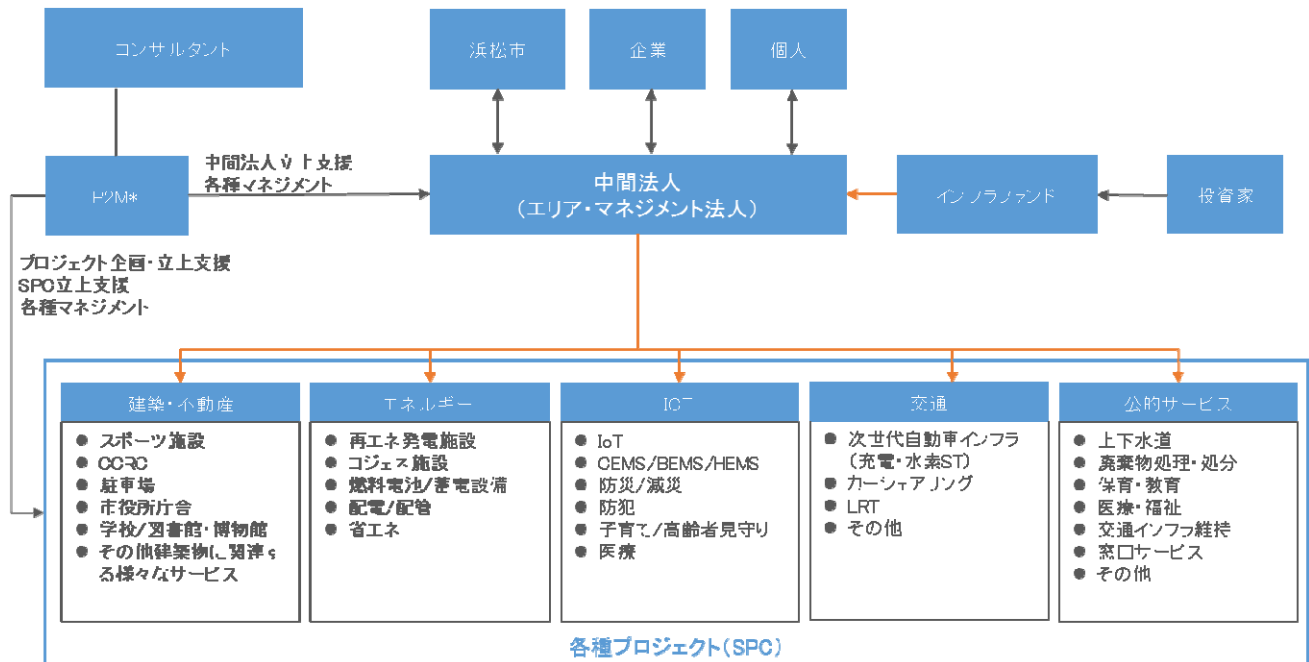 コンサルタント
浜松市
企業
個人
P2M*
中間法人立上支援
各種マネジメント
中間法人
（エリア・マネジメント法人）
インフラファンド
投資家
プロジェクト企画・立上支援
SPC立上支援
各種マネジメント
建築・不動産
● スポーツ施設
● CCRC
● 駐車場
● 市役所庁舎
● 学校/図書館・博物館
● その他建築物に関連す
る様々なサービス
エネルギー
● 再エネ発電施設
● コジェネ施設
● 燃料電池/蓄電設備
● 配電/配管
● 省エネ
ICT
● IoT
● CEMS/BEMS/HEMS
● 防災/減災
● 防犯
● 子育て/高齢者見守り
● 医療
交通
● 次世代自動車インフラ
（充電・水素ST）
● カーシェアリング
● LRT
● その他
公的サービス
● 上下水道
● 廃棄物処理・処分
● 保育・教育
● 医療・福祉
● 交通インフラ維持
● 窓口サービス
● その他
各種プロジェクト（SPC）